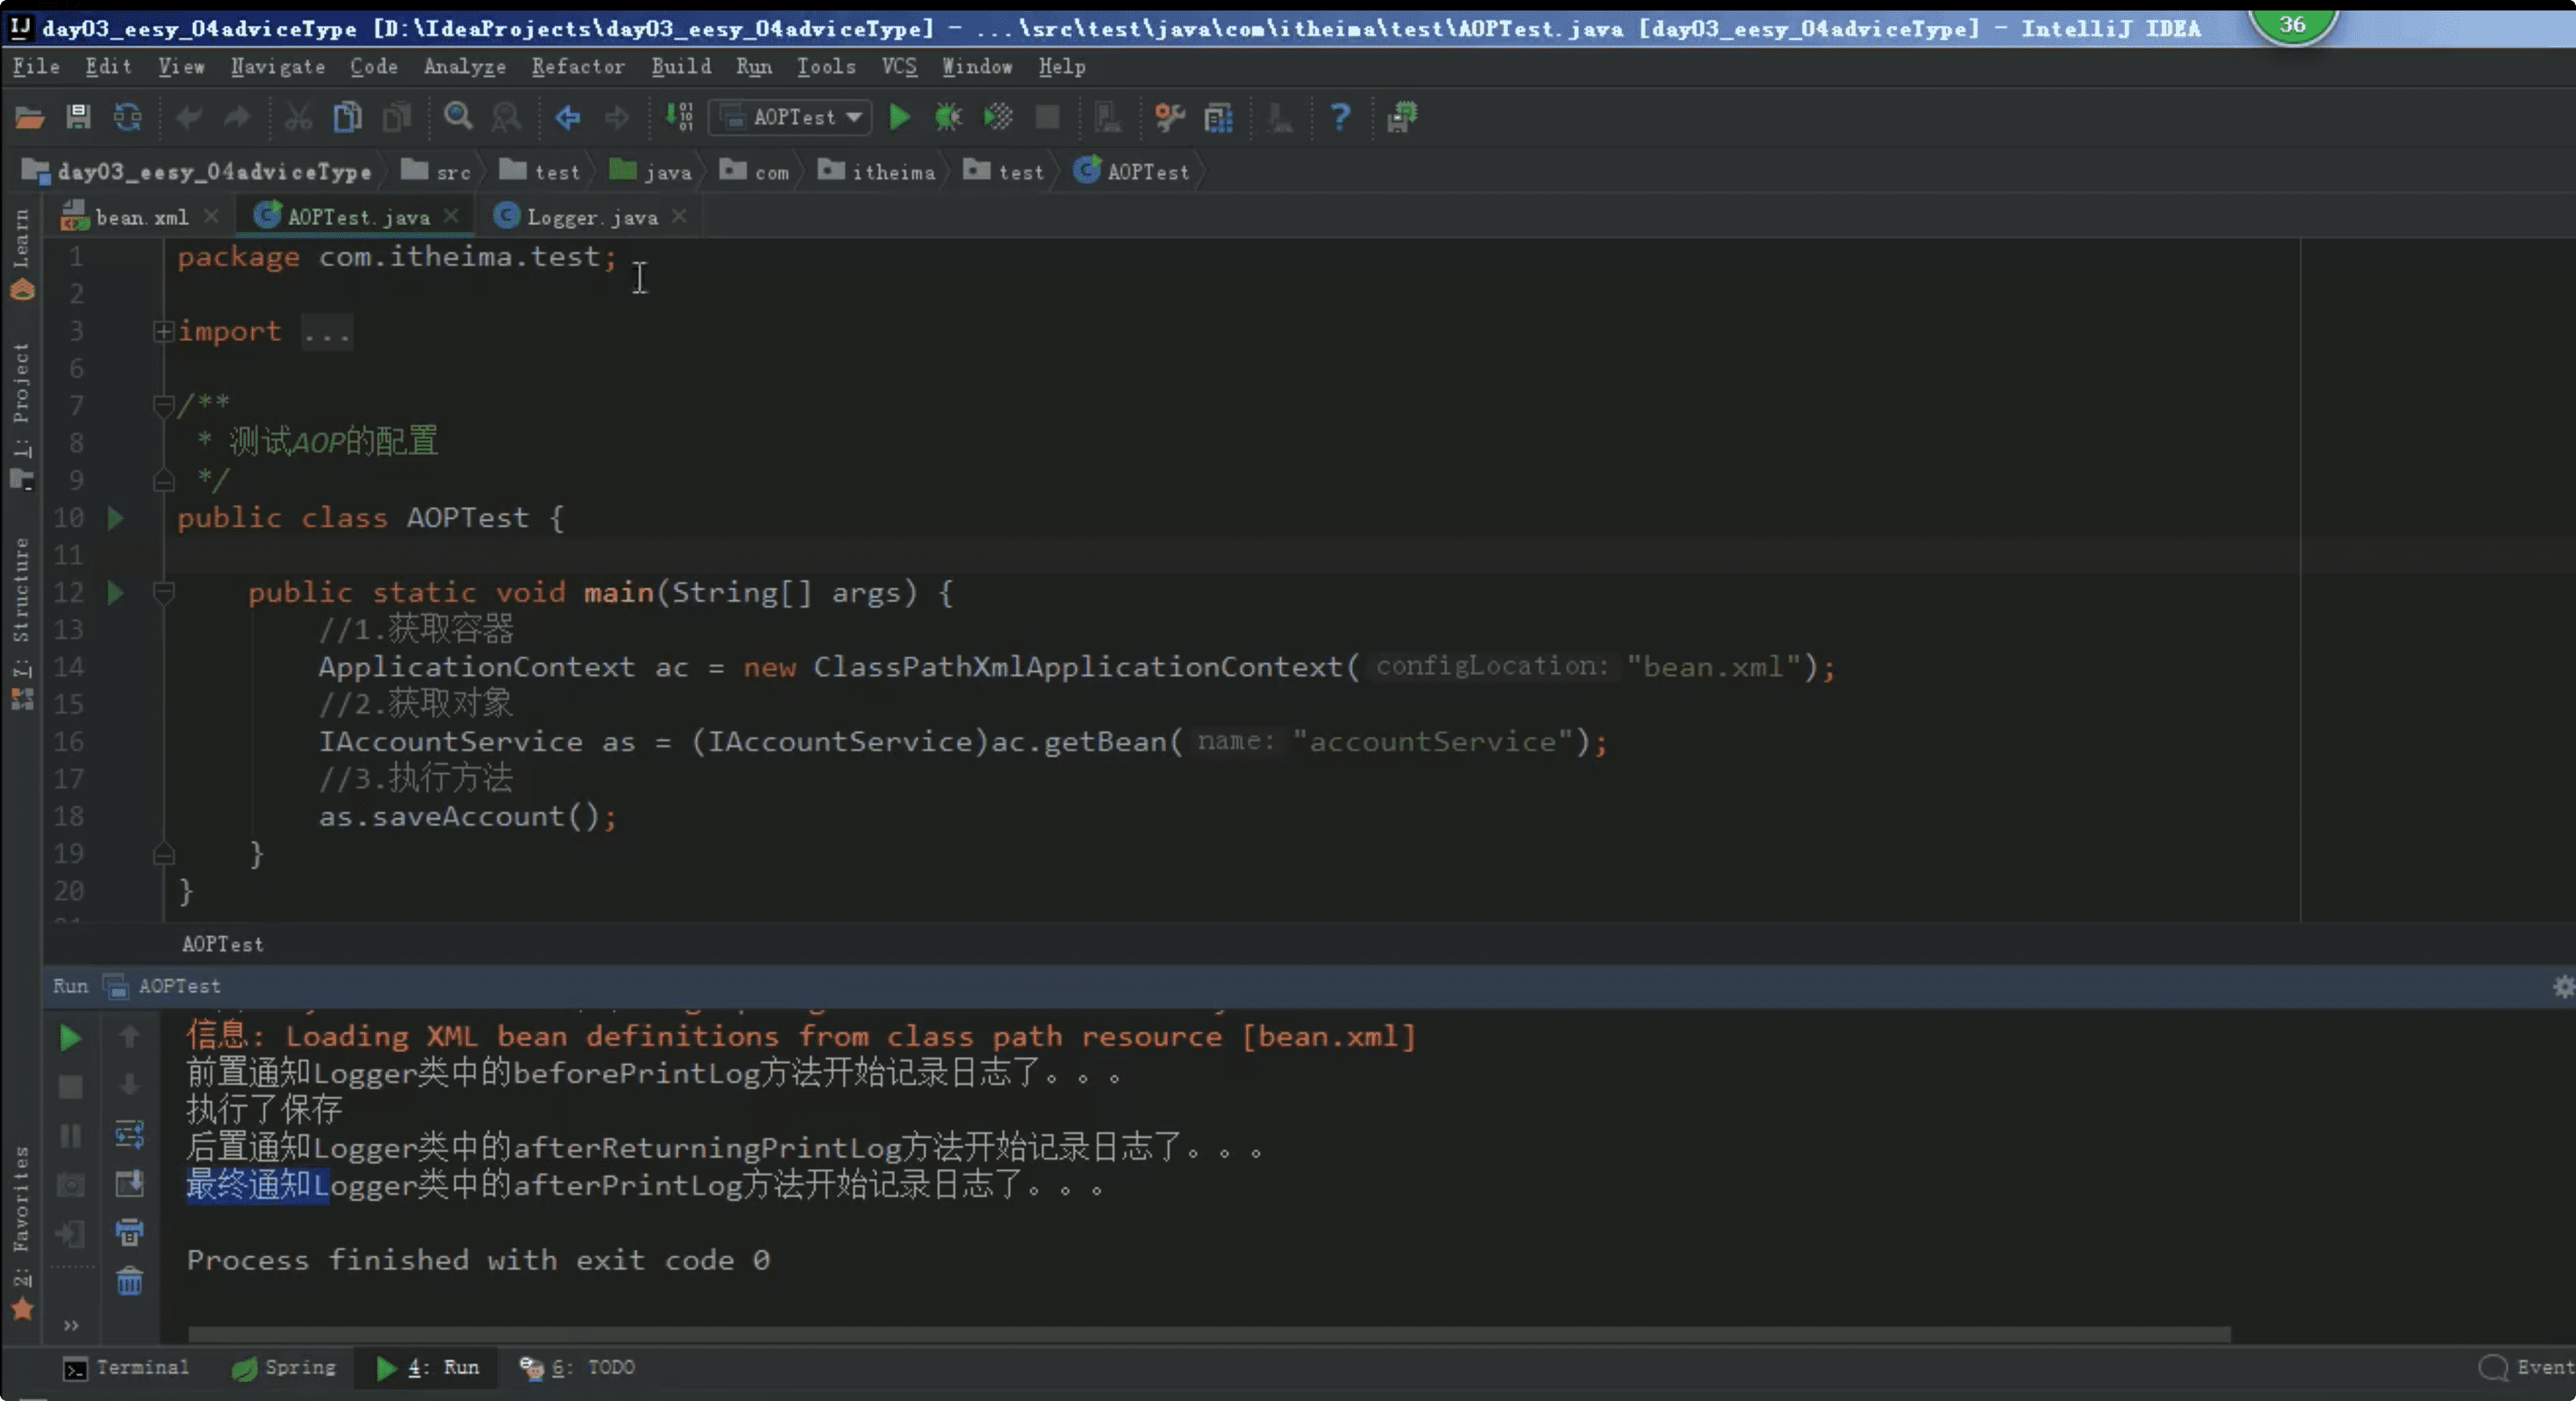 day03_eesy_04adviceType [D:\IdeaProjects\day03_eesy_04adviceType] - ...\src\test\java\com\itheima\test\AOPTest.java [day03_eesy_04adviceType] - IntelliJ IDEA
36
File Edit View Navigate Code Analyze Refactor Build Run Tools VCS Window Help
AOPTest
day03_eesy_04adviceType src test java com itheima test AOPTest
bean.xml AOPTest.java Logger.java
Learn
1: Project
7: Structure
2: Favorites
1 package com.itheima.test;
2
3 import ...
6
7 /**
8 * 测试AOP的配置
9 */
10 public class AOPTest {
11
12 public static void main(String[] args) {
13 //1.获取容器
14 ApplicationContext ac = new ClassPathXmlApplicationContext( configLocation: "bean.xml");
15 //2.获取对象
16 IAccountService as = (IAccountService)ac.getBean( name: "accountService");
17 //3.执行方法
18 as.saveAccount();
19 }
20 }
AOPTest
Run AOPTest
信息: Loading XML bean definitions from class path resource [bean.xml]
前置通知Logger类中的beforePrintLog方法开始记录日志了。。。
执行了保存
后置通知Logger类中的afterReturningPrintLog方法开始记录日志了。。。
最终通知Logger类中的afterPrintLog方法开始记录日志了。。。
Process finished with exit code 0
Terminal Spring 4: Run 6: TODO Event